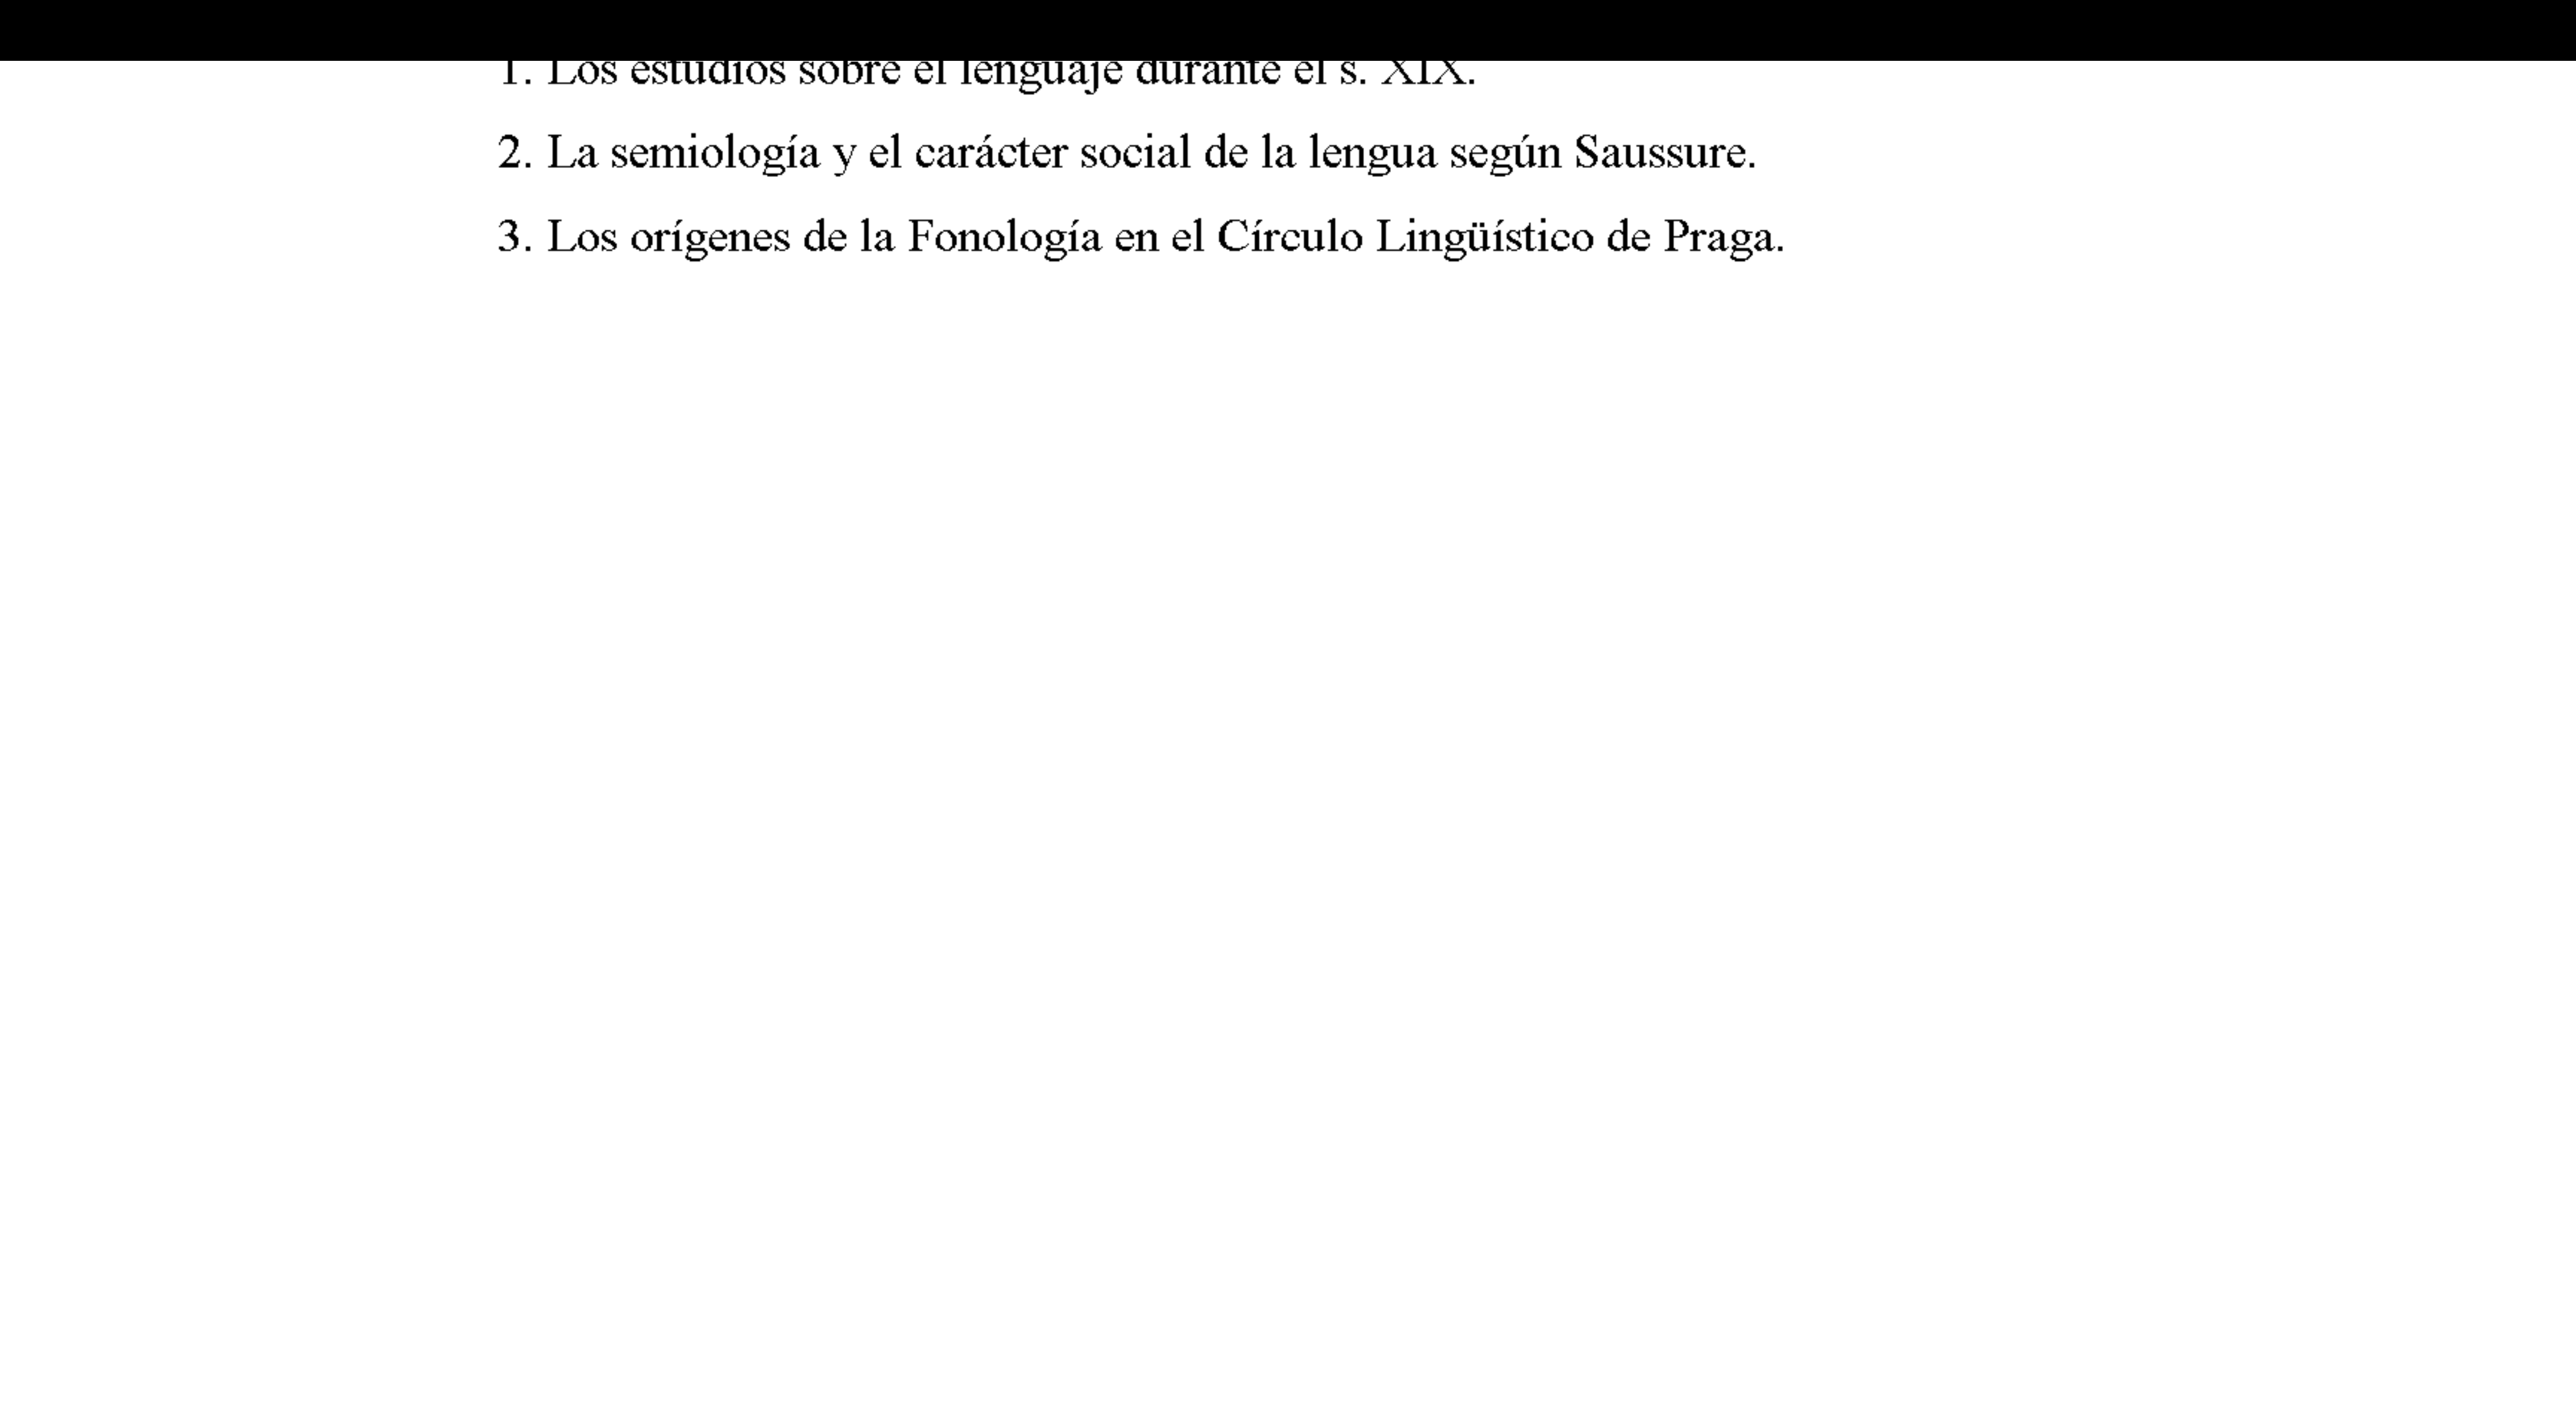 1. Los estudios sobre el lenguaje durante el s. XIX.
2. La semiología y el carácter social de la lengua según Saussure.
3. Los orígenes de la Fonología en el Círculo Lingüístico de Praga.